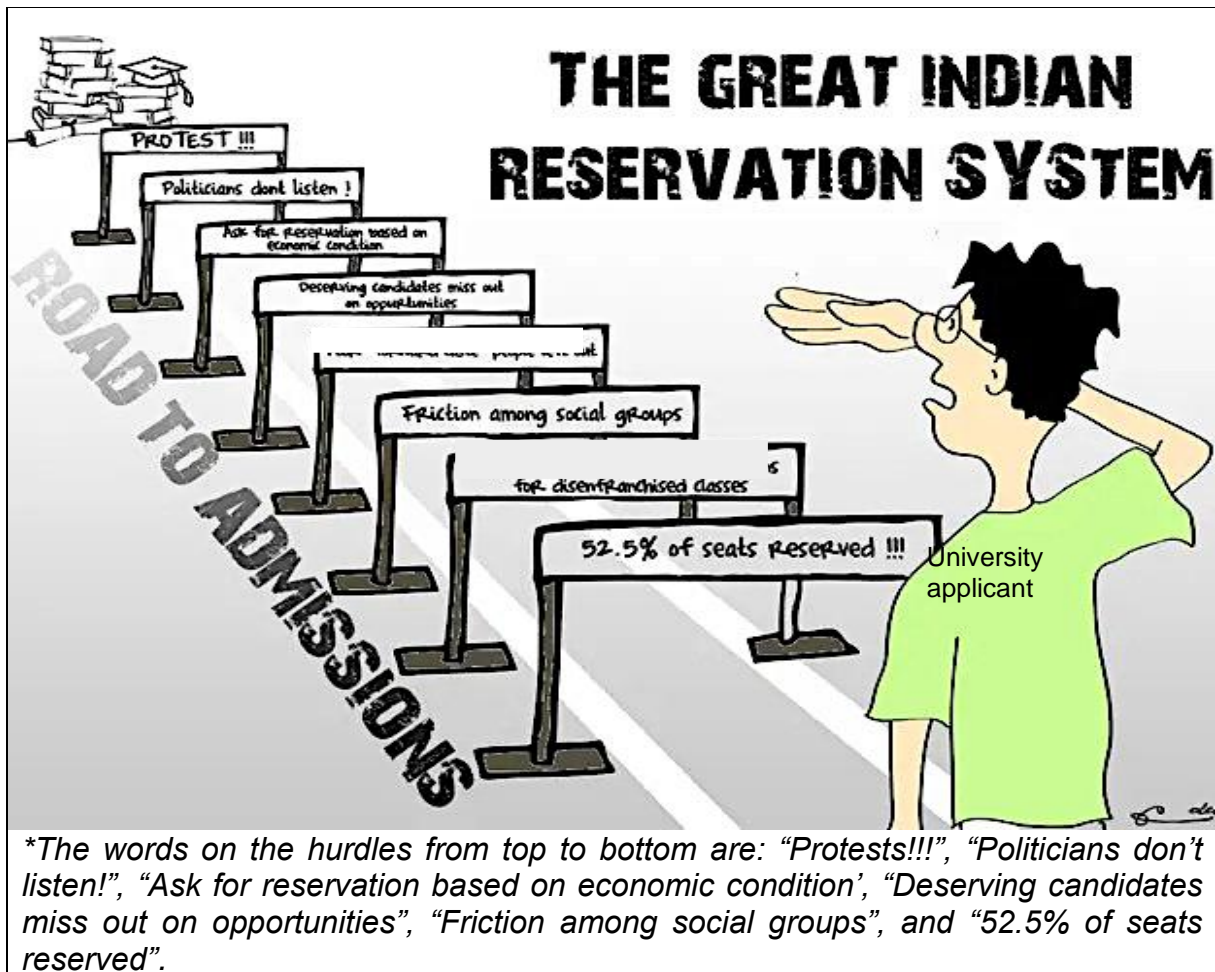 THE GREAT INDIAN
RESERVATION SYSTEM
PROTEST !!!
Politicians dont listen !
Ask for Reservation based on
economic condition
Deserving candidates miss out
on oppurtunities
Friction among social groups
for disenfranchised classes
52.5% of seats Reserved !!!
ROAD TO ADMISSIONS
University
applicant
*The words on the hurdles from top to bottom are: “Protests!!!”, “Politicians don’t
listen!”, “Ask for reservation based on economic condition’, “Deserving candidates
miss out on opportunities”, “Friction among social groups”, and “52.5% of seats
reserved”.